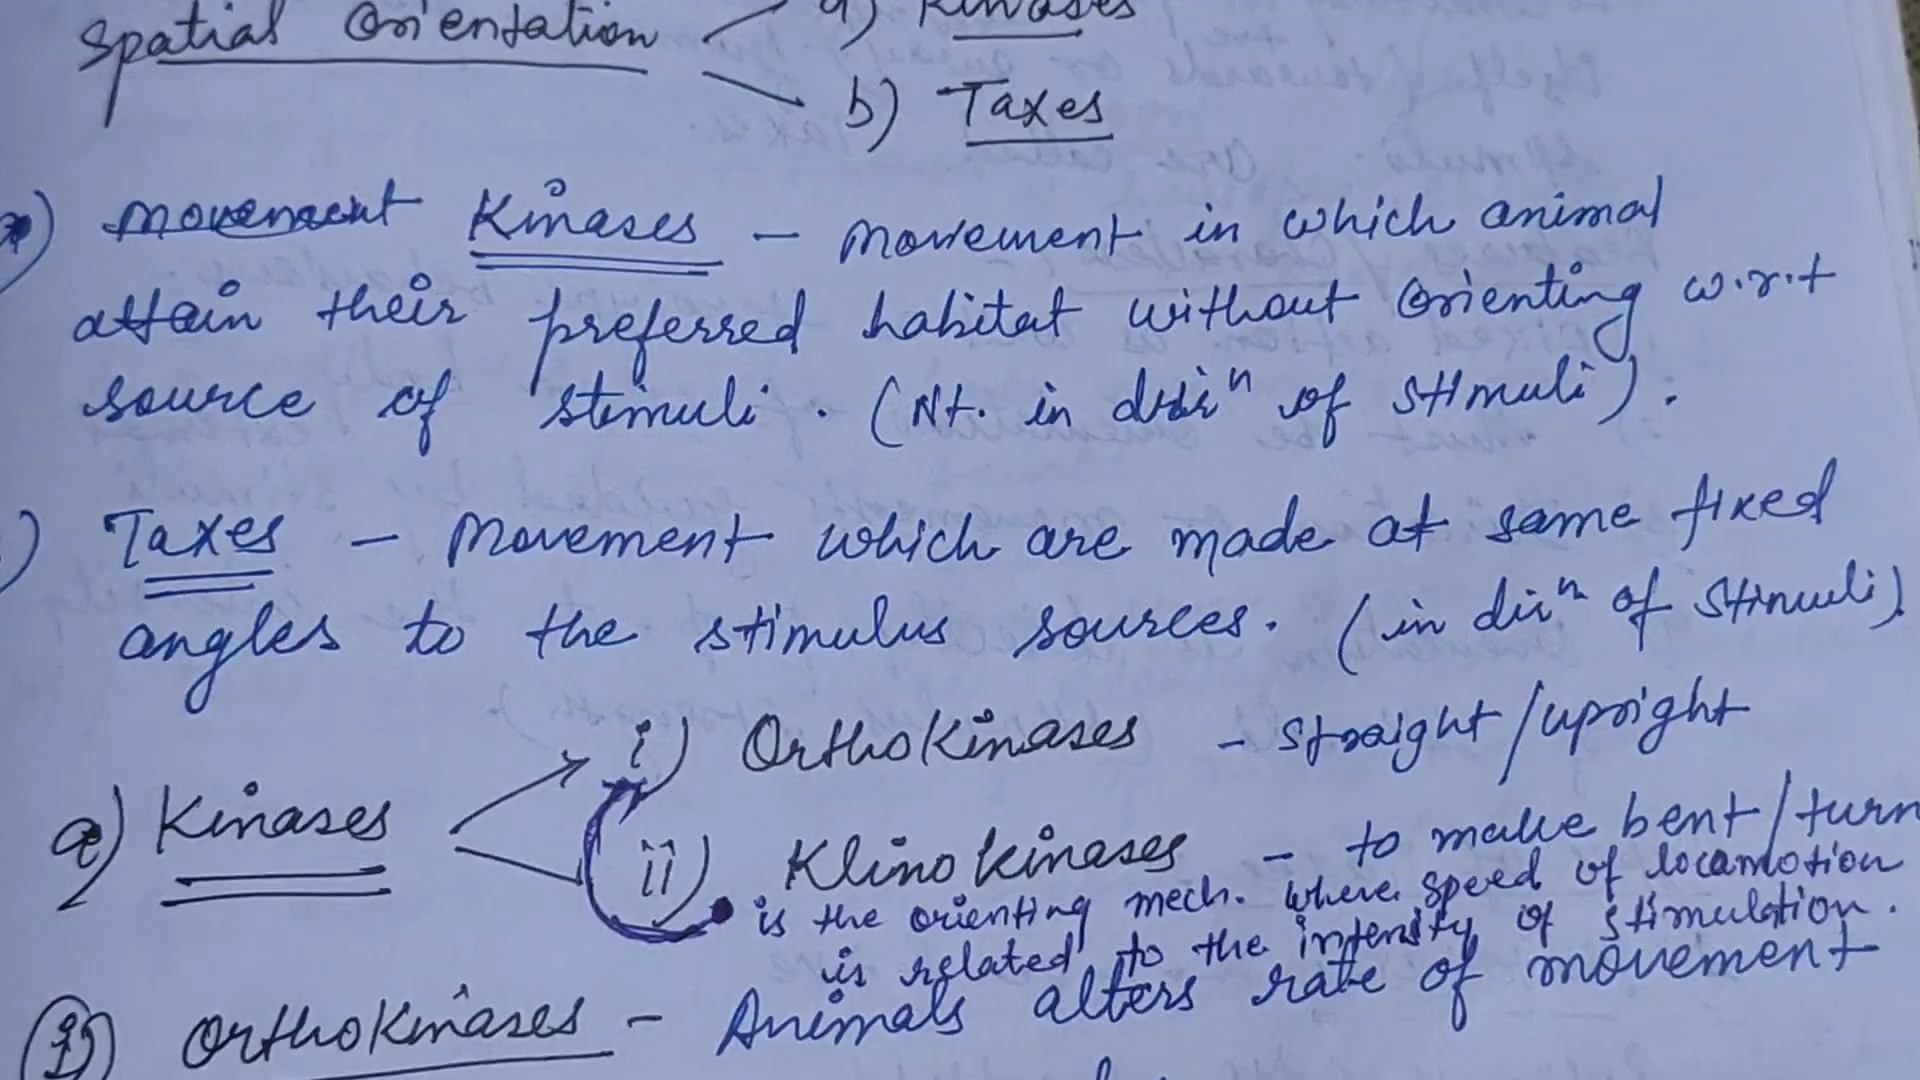 Spatial Orientation a) Kinases
b) Taxes
a) movement Kinases - Movement in which animal
attain their preferred habitat without orienting w.r.t
source of stimuli. (Nt. in dirⁿ of stimuli).
) Taxes - Movement which are made at same fixed
angles to the stimulus sources. (in dirⁿ of stimuli)
i) Orthokinases - straight/upright
a) Kinases
ii) Klinokinases - to make bent/turn
is the orienting mech. where speed of locamotion
is related to the intensity of stimulation.
Orthokinases - Animals alters rate of movement